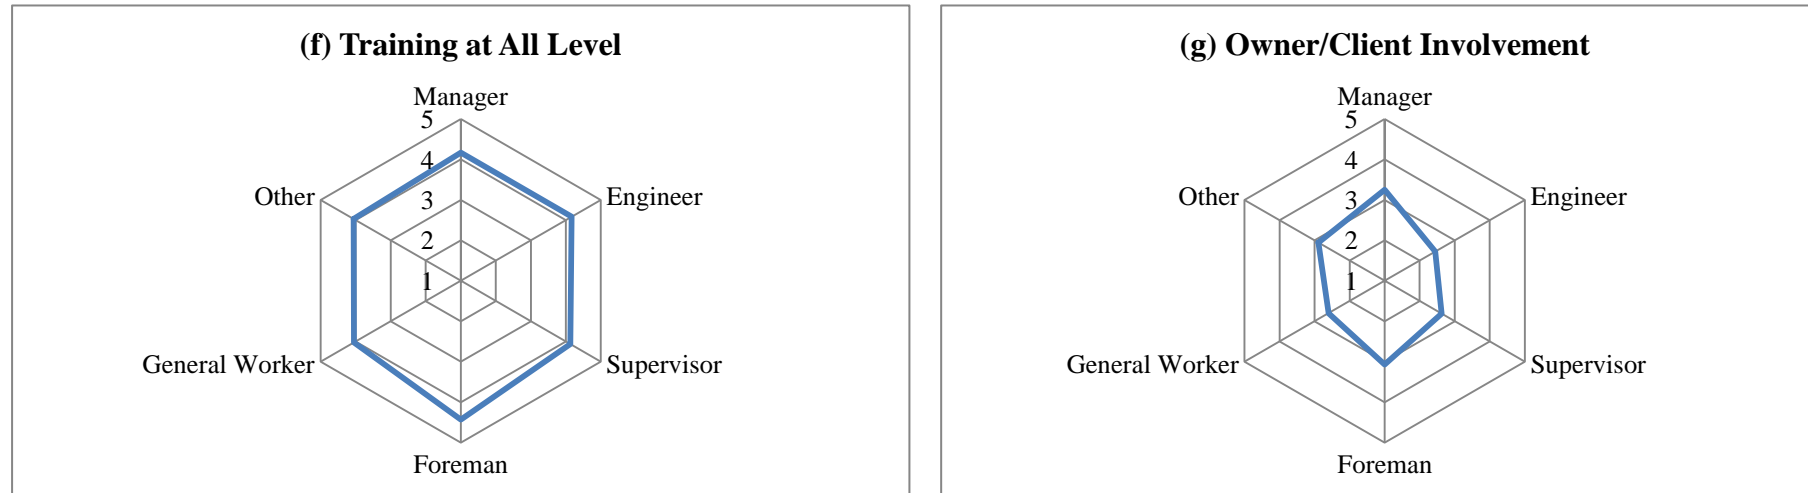 (f) Training at All Level
Manager
5
4
3
2
1
Other
Engineer
General Worker
Supervisor
Foreman
(g) Owner/Client Involvement
Manager
5
4
3
2
1
Other
Engineer
General Worker
Supervisor
Foreman